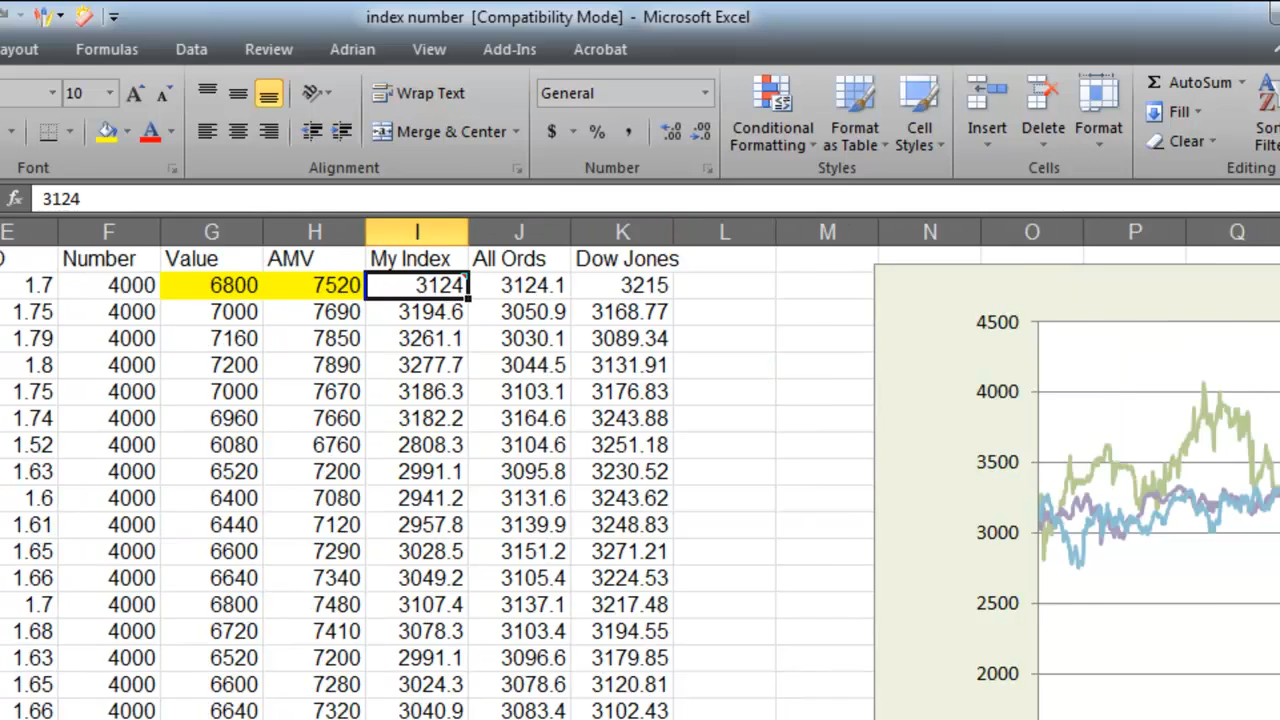 index number [Compatibility Mode] - Microsoft Excel
ayout Formulas Data Review Adrian View Add-Ins Acrobat
10 A A Wrap Text General Σ AutoSum
A Merge & Center $ % , .0 .00 .00 .0 Conditional Formatting Format as Table Cell Styles Insert Delete Format Fill Clear
Font Alignment Number Styles Cells Editing
fx 3124
E F G H I J K L M N O P Q
Number Value AMV My Index All Ords Dow Jones
1.7 4000 6800 7520 3124 3124.1 3215
1.75 4000 7000 7690 3194.6 3050.9 3168.77
1.79 4000 7160 7850 3261.1 3030.1 3089.34
1.8 4000 7200 7890 3277.7 3044.5 3131.91
1.75 4000 7000 7670 3186.3 3103.1 3176.83
1.74 4000 6960 7660 3182.2 3164.6 3243.88
1.52 4000 6080 6760 2808.3 3104.6 3251.18
1.63 4000 6520 7200 2991.1 3095.8 3230.52
1.6 4000 6400 7080 2941.2 3131.6 3243.62
1.61 4000 6440 7120 2957.8 3139.9 3248.83
1.65 4000 6600 7290 3028.5 3151.2 3271.21
1.66 4000 6640 7340 3049.2 3105.4 3224.53
1.7 4000 6800 7480 3107.4 3137.1 3217.48
1.68 4000 6720 7410 3078.3 3103.4 3194.55
1.63 4000 6520 7200 2991.1 3096.6 3179.85
1.65 4000 6600 7280 3024.3 3078.6 3120.81
1.66 4000 6640 7320 3040.9 3083.4 3102.43
4500
4000
3500
3000
2500
2000